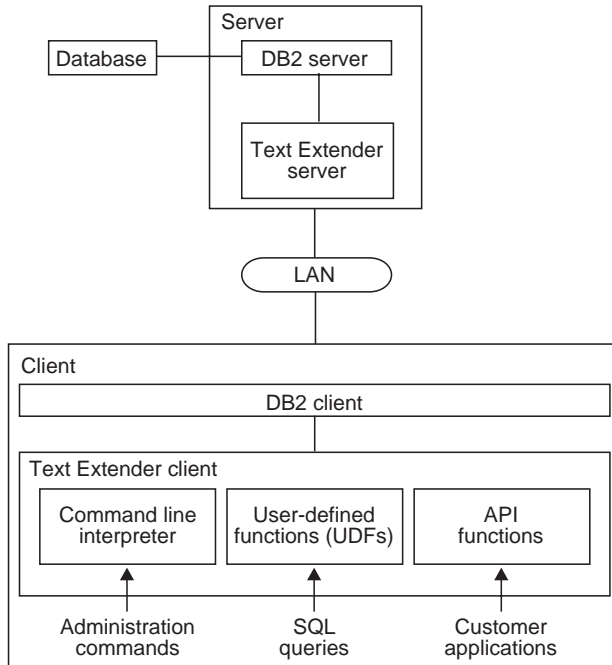 Server
Database
DB2 server
Text Extender
server
LAN
Client
DB2 client
Text Extender client
Command line
interpreter
User-defined
functions (UDFs)
API
functions
Administration
commands
SQL
queries
Customer
applications